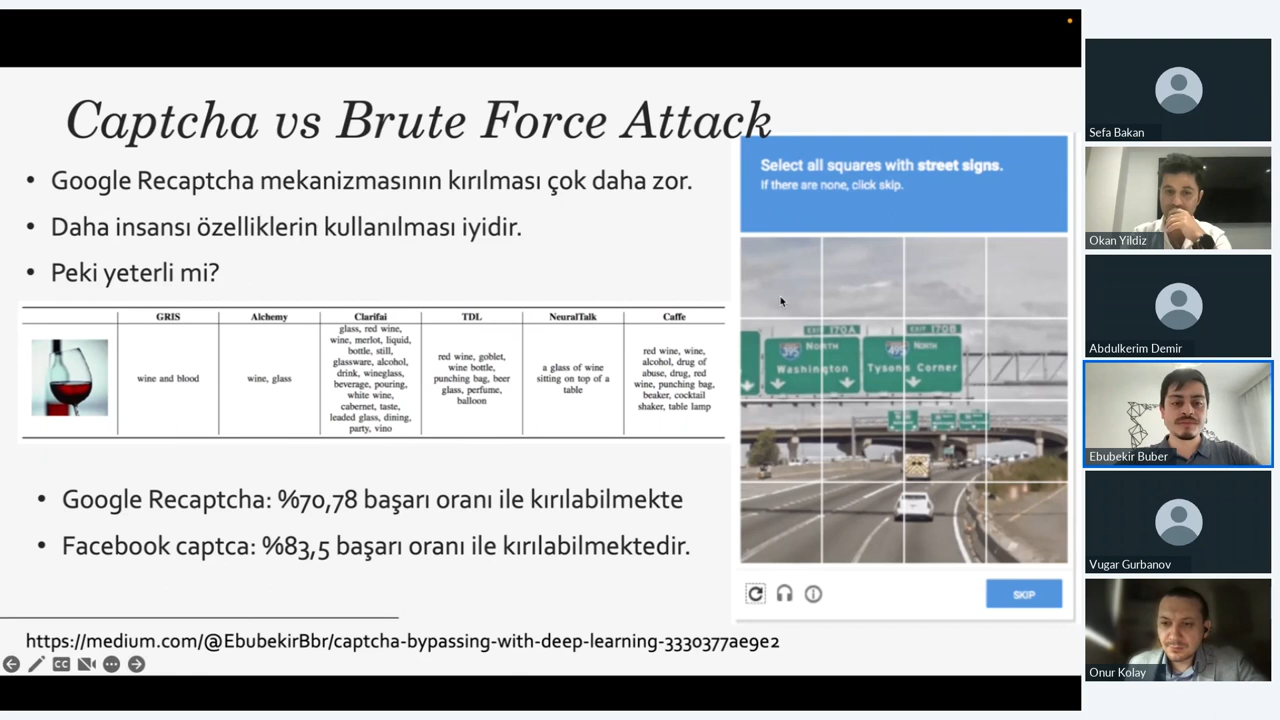 Captcha vs Brute Force Attack
• Google Recaptcha mekanizmasının kırılması çok daha zor.
• Daha insansı özelliklerin kullanılması iyidir.
• Peki yeterli mi?
GRIS
Alchemy
Clarifai
TDL
NeuralTalk
Caffe
wine and blood
wine, glass
glass, red wine,
wine, merlot, liquid,
bottle, still,
glassware, alcohol,
drink, wineglass,
beverage, pouring,
white wine,
cabernet, taste,
leaded glass, dining,
party, vino
red wine, goblet,
wine bottle,
punching bag, beer
glass, perfume,
balloon
a glass of wine
sitting on top of a
table
red wine, wine,
alcohol, drug of
abuse, drug, red
wine, punching bag,
beaker, cocktail
shaker, table lamp
• Google Recaptcha: %70,78 başarı oranı ile kırılabilmekte
• Facebook captca: %83,5 başarı oranı ile kırılabilmektedir.
https://medium.com/@EbubekirBbr/captcha-bypassing-with-deep-learning-3330377ae9e2
CC
Select all squares with street signs.
If there are none, click skip.
EXIT 170A
EXIT 170B
NORTH
Washington
495
NORTH
Tysons Corner
SKIP
Sefa Bakan
Okan Yildiz
Abdulkerim Demir
Ebubekir Buber
Vugar Gurbanov
Onur Kolay